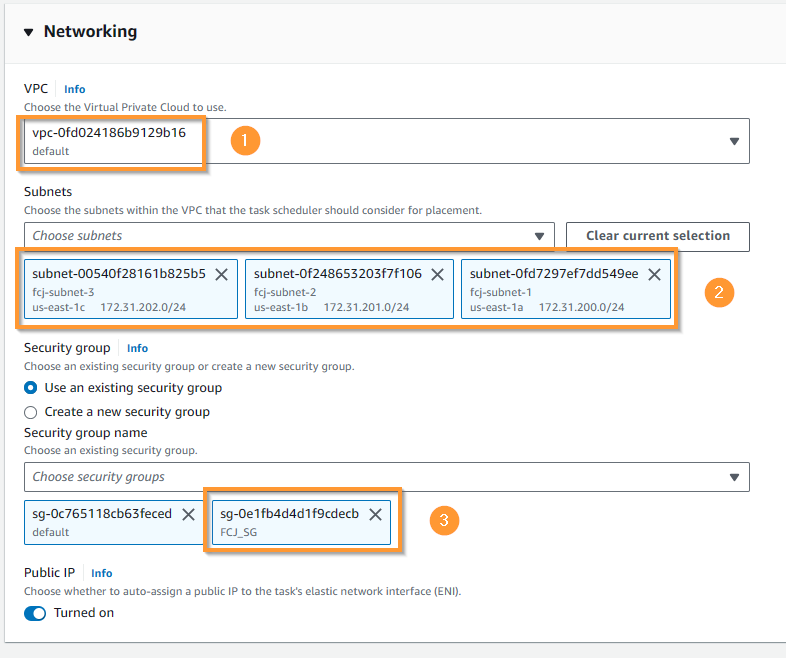 Networking
VPC Info
Choose the Virtual Private Cloud to use.
vpc-0fd024186b9129b16
default
1
Subnets
Choose the subnets within the VPC that the task scheduler should consider for placement.
Choose subnets
Clear current selection
subnet-00540f28161b825b5 subnet-0f248653203f7f106 subnet-0fd7297ef7dd549ee
fcj-subnet-3 fcj-subnet-2 fcj-subnet-1
us-east-1c 172.31.202.0/24 us-east-1b 172.31.201.0/24 us-east-1a 172.31.200.0/24
2
Security group Info
Choose an existing security group or create a new security group.
Use an existing security group
Create a new security group
Security group name
Choose an existing security group.
Choose security groups
sg-0c765118cb63feced sg-0e1fb4d4d1f9cdecb
default FCJ_SG
3
Public IP Info
Choose whether to auto-assign a public IP to the task's elastic network interface (ENI).
Turned on